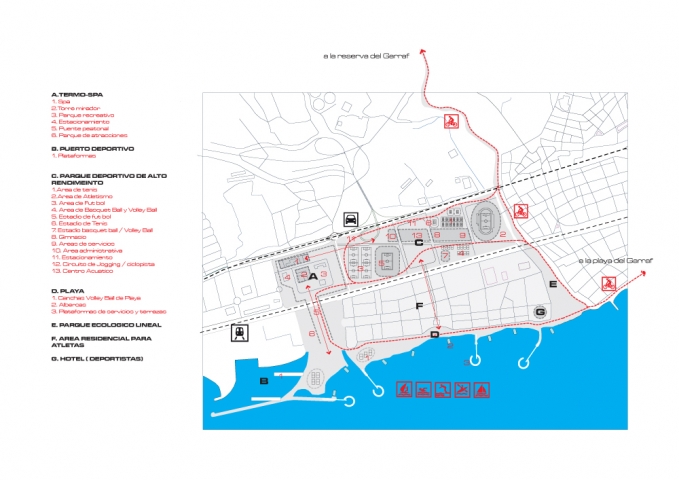 a la reserva del Garraf
A.TERMO-SPA
1. Spa
2.Torre mirador
3. Parque recreativo
4. Estacionamiento
5. Puente peatonal
6. Parque de atracciones
B. PUERTO DEPORTIVO
1. Plataformas
C. PARQUE DEPORTIVO DE ALTO
RENDIMEINTO
1.Area de tenis
2.Area de Atletismo
3. Area de Futbol
4. Area de Basquet Ball y Volley Ball
5. Estadio de futbol
6. Estadio de Tenis
7. Estadio basquet ball / Volley Ball
8. Gimnasio
9. Areas de servicio
10. Area administrativa
11. Estacionamiento
12. Circuito de Jogging / ciclopista
13. Centro Acuatico
D. PLAYA
1. Canchas Volley Ball de Playa
2. Albercas
3. Plataformas de servicio y terrazas
E. PARQUE ECOLOGICO LINEAL
F. AREA RESIDENCIAL PARA
ATLETAS
G. HOTEL ( DEPORTISTAS)
a la playa del Garraf
A
B
C
D
E
F
G